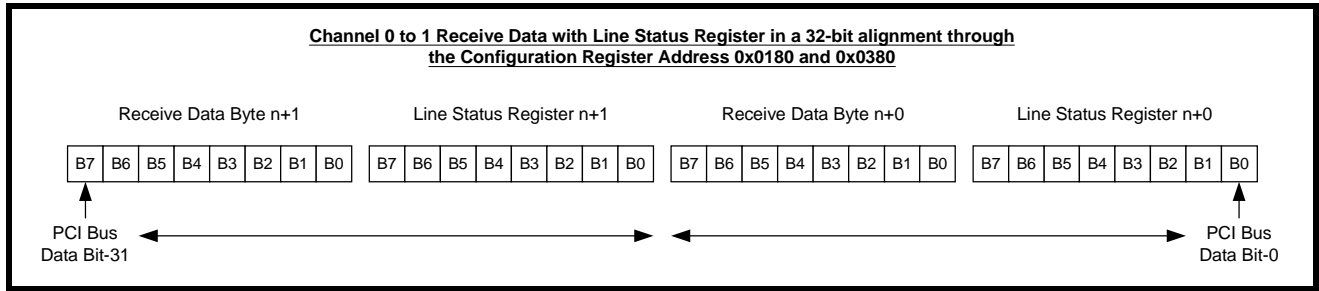 Channel 0 to 1 Receive Data with Line Status Register in a 32-bit alignment through
the Configuration Register Address 0x0180 and 0x0380
Receive Data Byte n+1 Line Status Register n+1 Receive Data Byte n+0 Line Status Register n+0
B7 B6 B5 B4 B3 B2 B1 B0 B7 B6 B5 B4 B3 B2 B1 B0 B7 B6 B5 B4 B3 B2 B1 B0 B7 B6 B5 B4 B3 B2 B1 B0
PCI Bus
Data Bit-31
PCI Bus
Data Bit-0